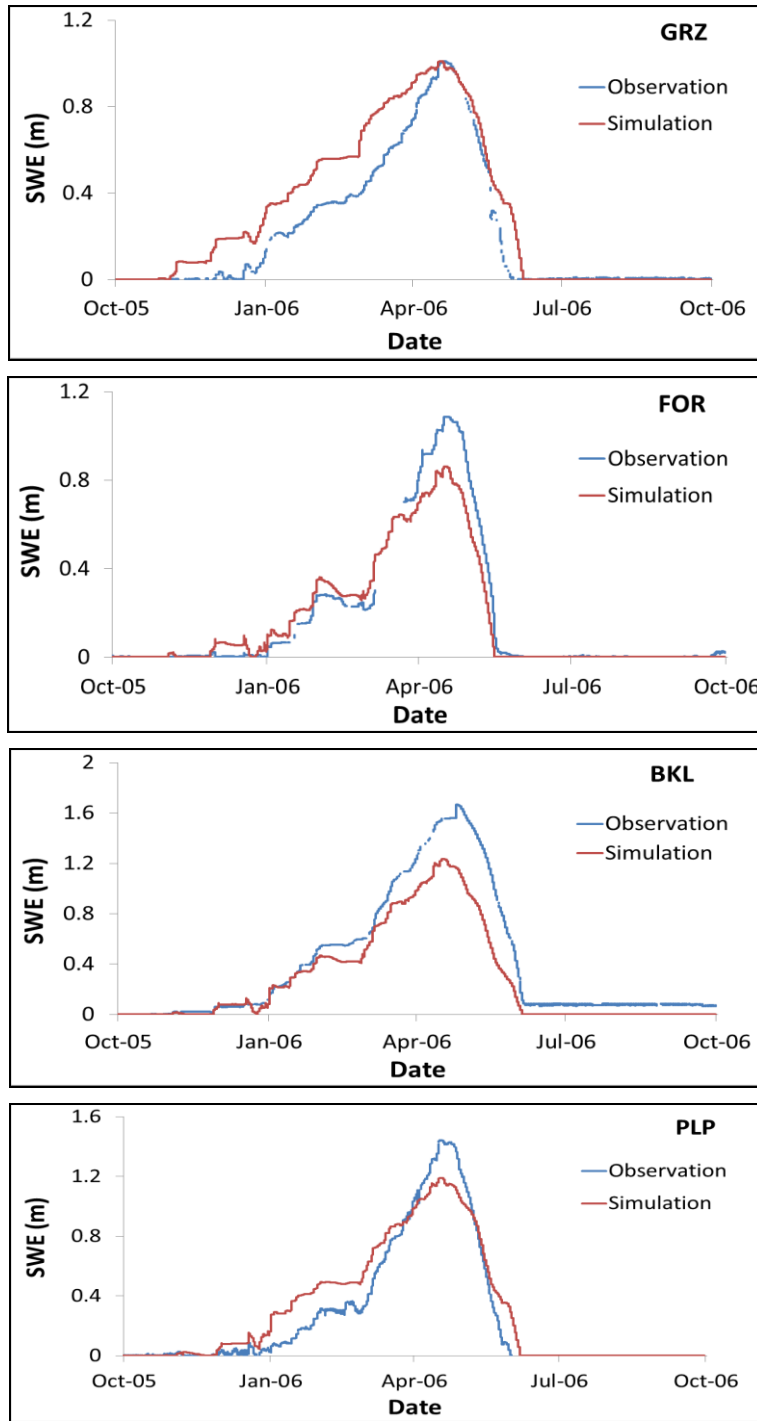 GRZ
1.2
0.8
0.4
0
SWE (m)
Observation
Simulation
Oct-05 Jan-06 Apr-06 Jul-06 Oct-06
Date
FOR
1.2
0.8
0.4
0
SWE (m)
Observation
Simulation
Oct-05 Jan-06 Apr-06 Jul-06 Oct-06
Date
BKL
2
1.6
1.2
0.8
0.4
0
SWE (m)
Observation
Simulation
Oct-05 Jan-06 Apr-06 Jul-06 Oct-06
Date
PLP
1.6
1.2
0.8
0.4
0
SWE (m)
Observation
Simulation
Oct-05 Jan-06 Apr-06 Jul-06 Oct-06
Date